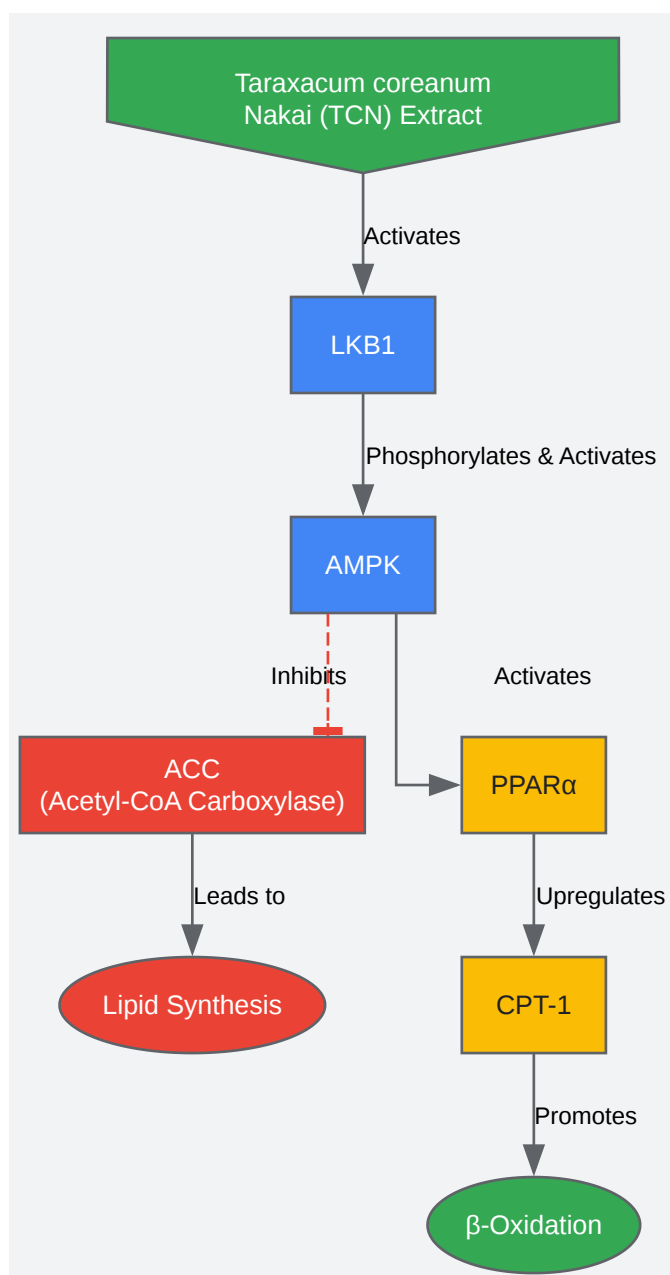 Taraxacum coreanum
Nakai (TCN) Extract
Activates
LKB1
Phosphorylates & Activates
AMPK
Inhibits
Activates
ACC
(Acetyl-CoA Carboxylase)
PPARα
Leads to
Upregulates
Lipid Synthesis
CPT-1
Promotes
β-Oxidation